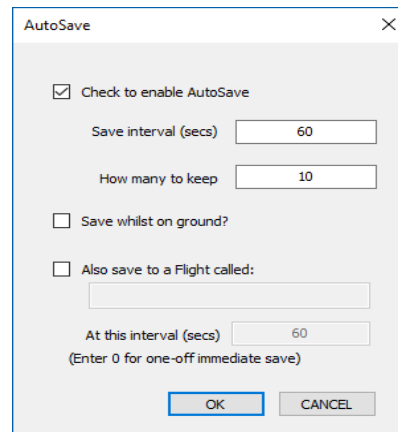 AutoSave
Check to enable AutoSave
Save interval (secs) 60
How many to keep 10
Save whilst on ground?
Also save to a Flight called:
At this interval (secs) 60
(Enter 0 for one-off immediate save)
OK CANCEL